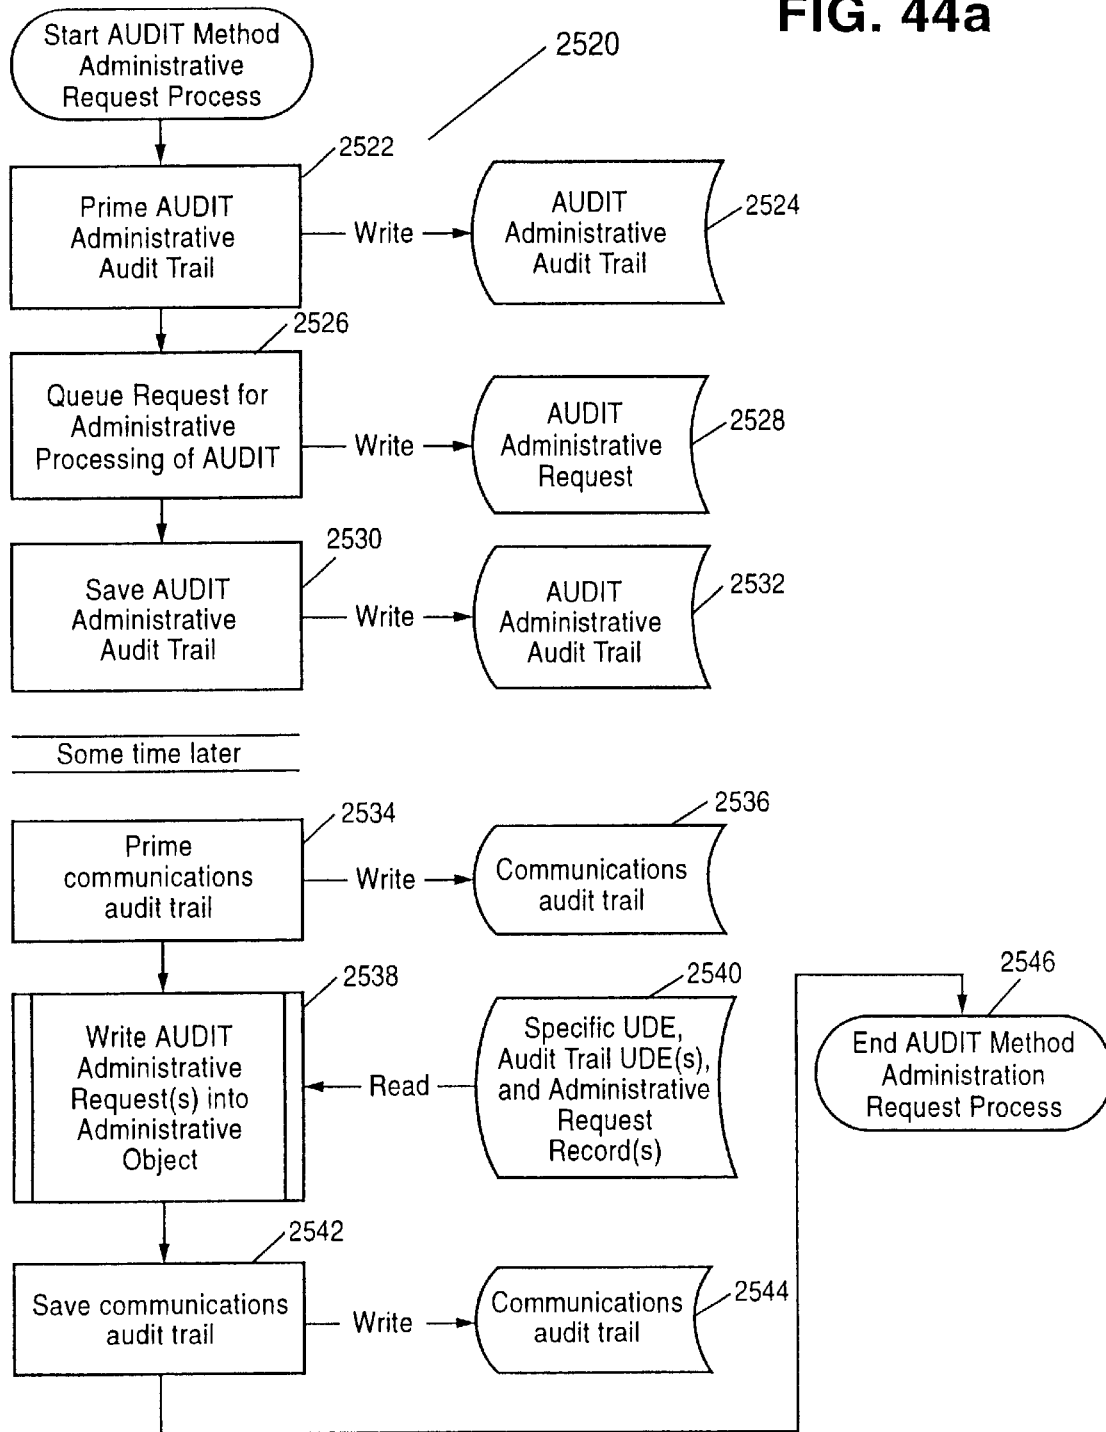 FIG. 44a
Start AUDIT Method
Administrative
Request Process
2520
2522
Prime AUDIT
Administrative
Audit Trail
Write
AUDIT
Administrative
Audit Trail
2524
2526
Queue Request for
Administrative
Processing of AUDIT
Write
AUDIT
Administrative
Request
2528
2530
Save AUDIT
Administrative
Audit Trail
Write
AUDIT
Administrative
Audit Trail
2532
Some time later
2534
Prime
communications
audit trail
Write
Communications
audit trail
2536
2538
Write AUDIT
Administrative
Request(s) into
Administrative
Object
Read
2540
Specific UDE,
Audit Trail UDE(s),
and Administrative
Request
Record(s)
2542
Save communications
audit trail
Write
Communications
audit trail
2544
2546
End AUDIT Method
Administration
Request Process